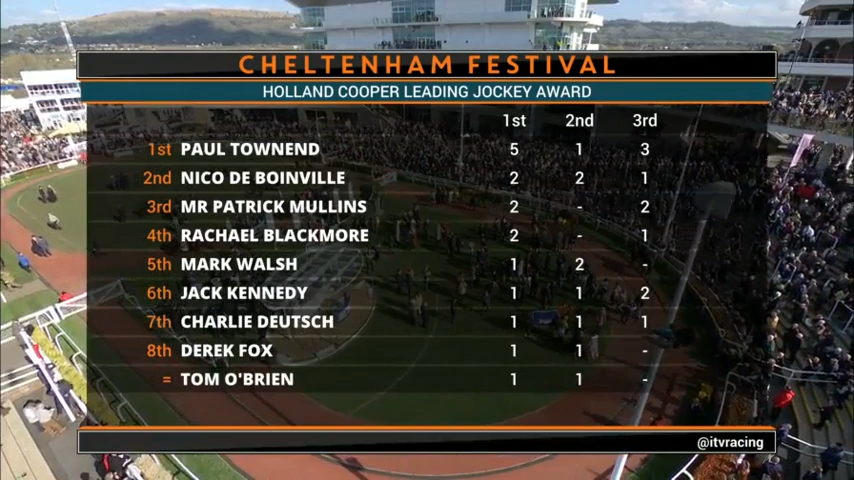 CHELTENHAM FESTIVAL
HOLLAND COOPER LEADING JOCKEY AWARD
1st 2nd 3rd
1st PAUL TOWNEND 5 1 3
2nd NICO DE BOINVILLE 2 2 1
3rd MR PATRICK MULLINS 2 - 2
4th RACHAEL BLACKMORE 2 - 1
5th MARK WALSH 1 2 -
6th JACK KENNEDY 1 1 2
7th CHARLIE DEUTSCH 1 1 1
8th DEREK FOX 1 1 -
= TOM O'BRIEN 1 1 -
@itvracing